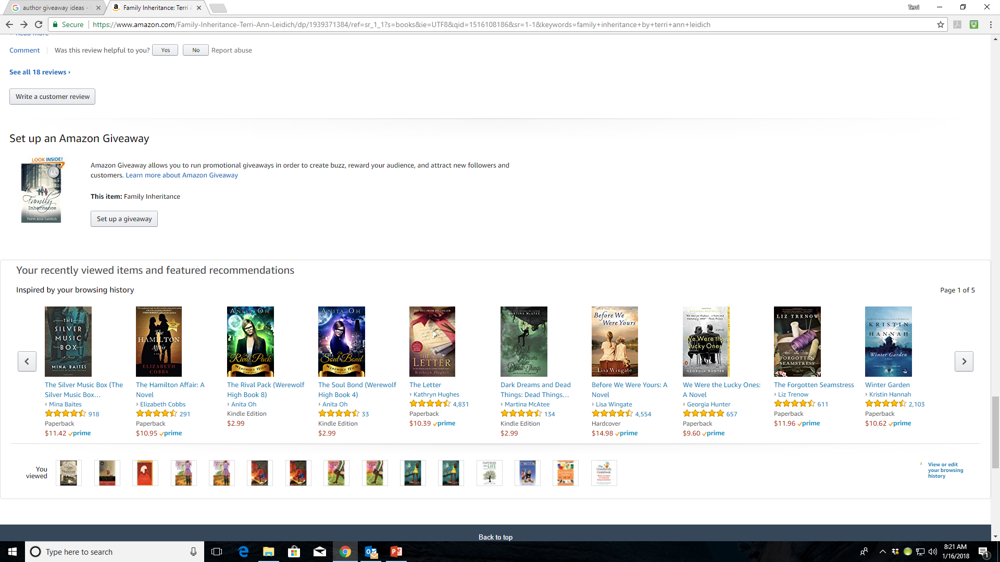 author giveaway ideas -
Family Inheritance: Terri A
Terri
Secure
https://www.amazon.com/Family-Inheritance-Terri-Ann-Leidich/dp/1939371384/ref=sr_1_1?s=books&ie=UTF8&qid=1516108186&sr=1-1&keywords=family+inheritance+by+terri+ann+leidich
Read more
Comment Was this review helpful to you? Yes No Report abuse
See all 18 reviews ›
Write a customer review
Set up an Amazon Giveaway
LOOK INSIDE!
Family
Inheritance
Terri Ann Leidich
Amazon Giveaway allows you to run promotional giveaways in order to create buzz, reward your audience, and attract new followers and
customers. Learn more about Amazon Giveaway
This item: Family Inheritance
Set up a giveaway
Your recently viewed items and featured recommendations
Inspired by your browsing history
Page 1 of 5
THE
SILVER
MUSIC
BOX
A Novel
MINA BAITES
The
HAMILTON
Affair
A NOVEL
ELIZABETH
COBBS
ANITA OH
The
Rival Pack
WEREWOLF HIGH
BOOK EIGHT
ANITA OH
The
Soul Bond
WEREWOLF HIGH
BOOK FOUR
THE NO.1 EBOOK BESTSELLER
THE
LETTER
Kathryn Hughes
MARTINA McATEE
Dark
Dreams and
Dead
Things
Before We
Were Yours
Lisa Wingate
We Were the
Lucky Ones
GEORGIA HUNTER
LIZ TRENOW
the
FORGOTTEN
SEAMSTRESS
KRISTIN
HANNAH
Winter Garden
The Silver Music Box (The
Silver Music Box…
› Mina Baites
918
Paperback
$11.42 prime
The Hamilton Affair: A
Novel
› Elizabeth Cobbs
291
Paperback
$10.95 prime
The Rival Pack (Werewolf
High Book 8)
› Anita Oh
Kindle Edition
$2.99
The Soul Bond (Werewolf
High Book 4)
› Anita Oh
33
Kindle Edition
$2.99
The Letter
› Kathryn Hughes
4,831
Paperback
$10.39 prime
Dark Dreams and Dead
Things: Dead Things…
› Martina McAtee
134
Kindle Edition
$2.99
Before We Were Yours: A
Novel
› Lisa Wingate
4,554
Hardcover
$14.98 prime
We Were the Lucky Ones:
A Novel
› Georgia Hunter
657
Paperback
$9.60 prime
The Forgotten Seamstress
› Liz Trenow
611
Paperback
$11.96 prime
Winter Garden
› Kristin Hannah
2,103
Paperback
$10.62 prime
You
viewed
› View or edit
your browsing
history
Back to top
Type here to search
8:21 AM
1/16/2018
1